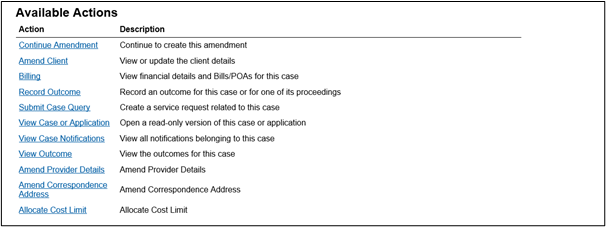 Available Actions
Action Description
Continue Amendment Continue to create this amendment
Amend Client View or update the client details
Billing View financial details and Bills/POAs for this case
Record Outcome Record an outcome for this case or for one of its proceedings
Submit Case Query Create a service request related to this case
View Case or Application Open a read-only version of this case or application
View Case Notifications View all notifications belonging to this case
View Outcome View the outcomes for this case
Amend Provider Details Amend Provider Details
Amend Correspondence
Address Amend Correspondence Address
Allocate Cost Limit Allocate Cost Limit